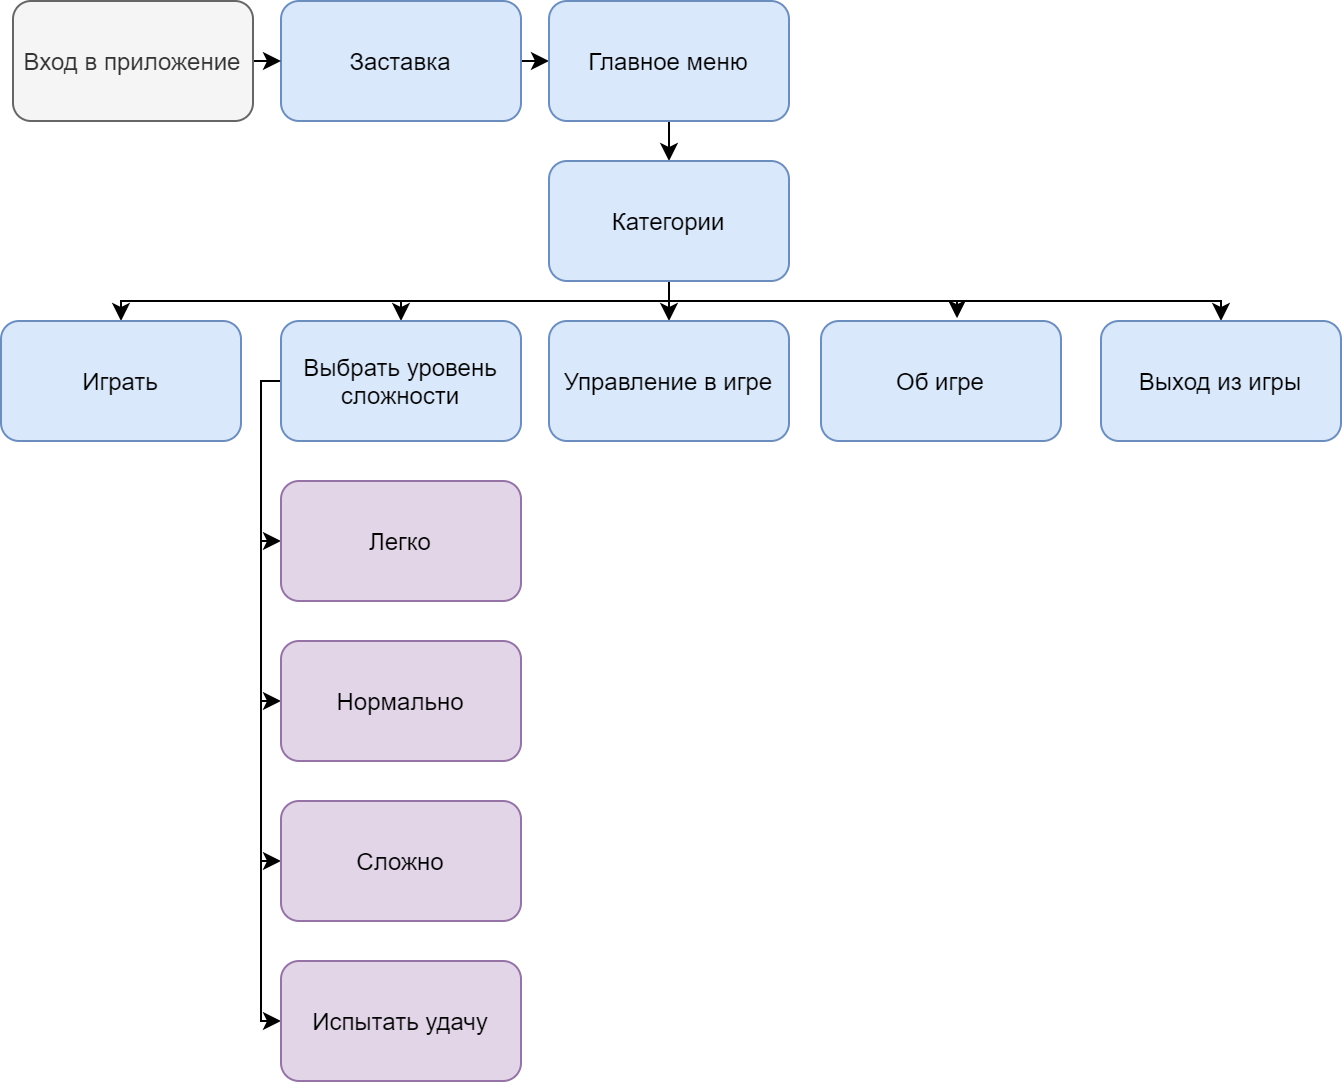 Вход в приложение
Заставка
Главное меню
Категории
Играть
Выбрать уровень
сложности
Управление в игре
Об игре
Выход из игры
Легко
Нормально
Сложно
Испытать удачу